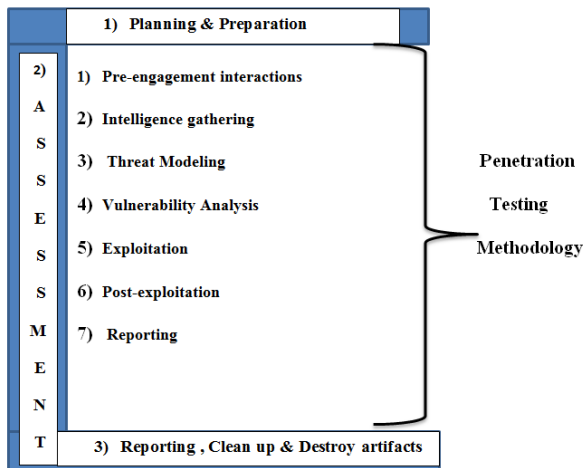 1) Planning & Preparation
2)
A
S
S
E
S
S
M
E
N
T
1) Pre-engagement interactions
2) Intelligence gathering
3) Threat Modeling
4) Vulnerability Analysis
5) Exploitation
6) Post-exploitation
7) Reporting
Penetration
Testing
Methodology
3) Reporting , Clean up & Destroy artifacts